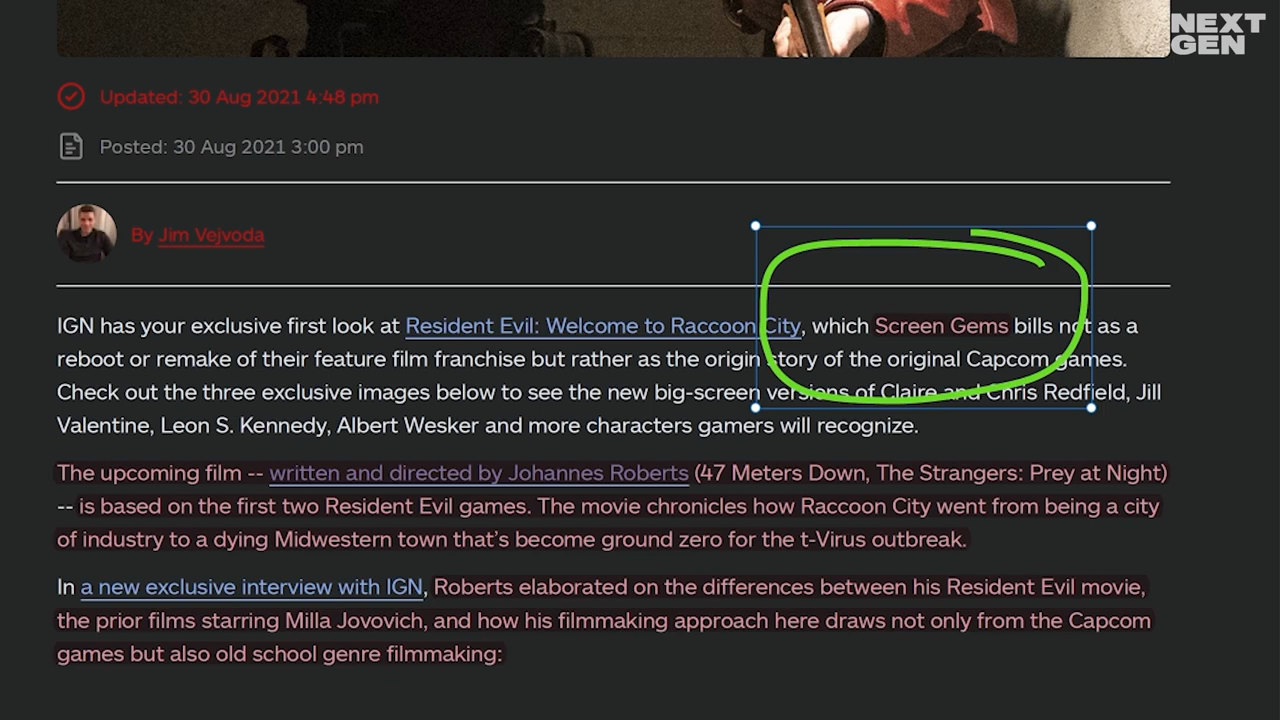 NEXT
GEN
Updated: 30 Aug 2021 4:48 pm
Posted: 30 Aug 2021 3:00 pm
By Jim Vejvoda
IGN has your exclusive first look at Resident Evil: Welcome to Raccoon City, which Screen Gems bills not as a
reboot or remake of their feature film franchise but rather as the origin story of the original Capcom games.
Check out the three exclusive images below to see the new big-screen versions of Claire and Chris Redfield, Jill
Valentine, Leon S. Kennedy, Albert Wesker and more characters gamers will recognize.
The upcoming film -- written and directed by Johannes Roberts (47 Meters Down, The Strangers: Prey at Night)
-- is based on the first two Resident Evil games. The movie chronicles how Raccoon City went from being a city
of industry to a dying Midwestern town that's become ground zero for the t-Virus outbreak.
In a new exclusive interview with IGN, Roberts elaborated on the differences between his Resident Evil movie,
the prior films starring Milla Jovovich, and how his filmmaking approach here draws not only from the Capcom
games but also old school genre filmmaking: